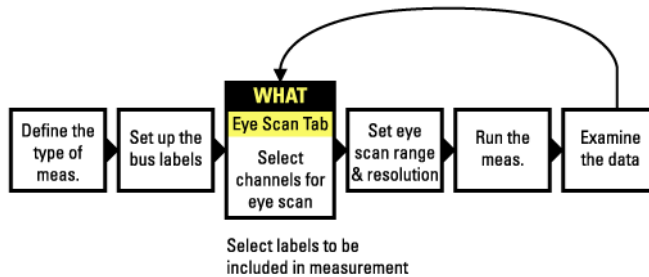 Define the
type of
meas.
Set up the
bus labels
WHAT
Eye Scan Tab
Select
channels for
eye scan
Set eye
scan range
& resolution
Run the
meas.
Examine
the data
Select labels to be
included in measurement